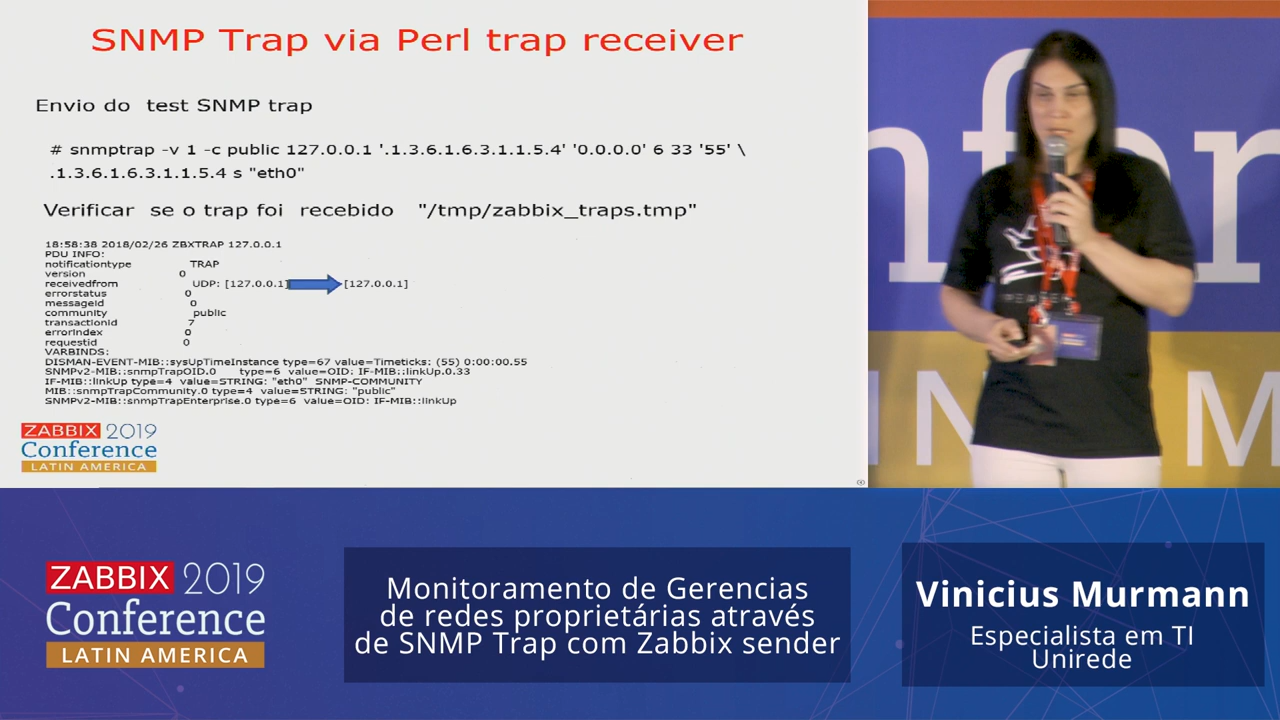 SNMP Trap via Perl trap receiver
Envio do test SNMP trap
# snmptrap -v 1 -c public 127.0.0.1 '.1.3.6.1.6.3.1.1.5.4' '0.0.0.0' 6 33 '55' \
.1.3.6.1.6.3.1.1.5.4 s "eth0"
Verificar se o trap foi recebido "/tmp/zabbix_traps.tmp"
18:58:38 2018/02/26 ZBXTRAP 127.0.0.1
PDU INFO:
notificationtype TRAP
version 0
receivedfrom UDP: [127.0.0.1] [127.0.0.1]
errorstatus 0
messageid 0
community public
transactionid 7
errorindex 0
requestid 0
VARBINDS:
DISMAN-EVENT-MIB::sysUpTimeInstance type=67 value=Timeticks: (55) 0:00:00.55
SNMPv2-MIB::snmpTrapOID.0 type=6 value=OID: IF-MIB::linkUp.0.33
IF-MIB::linkUp type=4 value=STRING: "eth0" SNMP-COMMUNITY
MIB::snmpTrapCommunity.0 type=4 value=STRING: "public"
SNMPv2-MIB::snmpTrapEnterprise.0 type=6 value=OID: IF-MIB::linkUp
ZABBIX 2019
Conference
LATIN AMERICA
ZABBIX 2019
Conference
LATIN AMERICA
Monitoramento de Gerencias
de redes proprietárias através
de SNMP Trap com Zabbix sender
Vinicius Murmann
Especialista em TI
Unirede